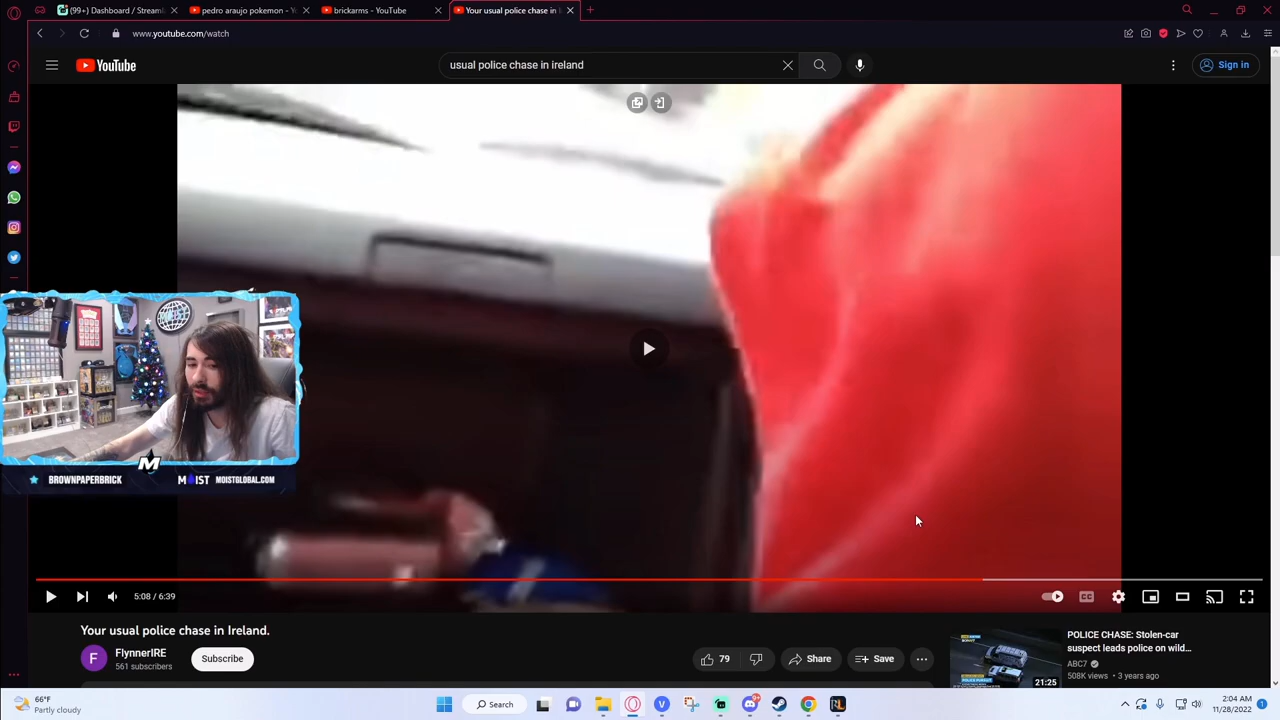 (99+) Dashboard / Streamla
pedro araujo pokemon - Yo
brickarms - YouTube
Your usual police chase in I
www.youtube.com/watch
YouTube
usual police chase in ireland
Sign in
BROWNPAPERBRICK
M
MOIST
MOISTGLOBAL.COM
5:08 / 6:39
CC
Your usual police chase in Ireland.
F
FlynnerIRE
561 subscribers
Subscribe
79
Share
Save
POLICE CHASE: Stolen-car
suspect leads police on wild...
ABC7
508K views • 3 years ago
21:25
66°F
Partly cloudy
Search
2:04 AM
11/28/2022